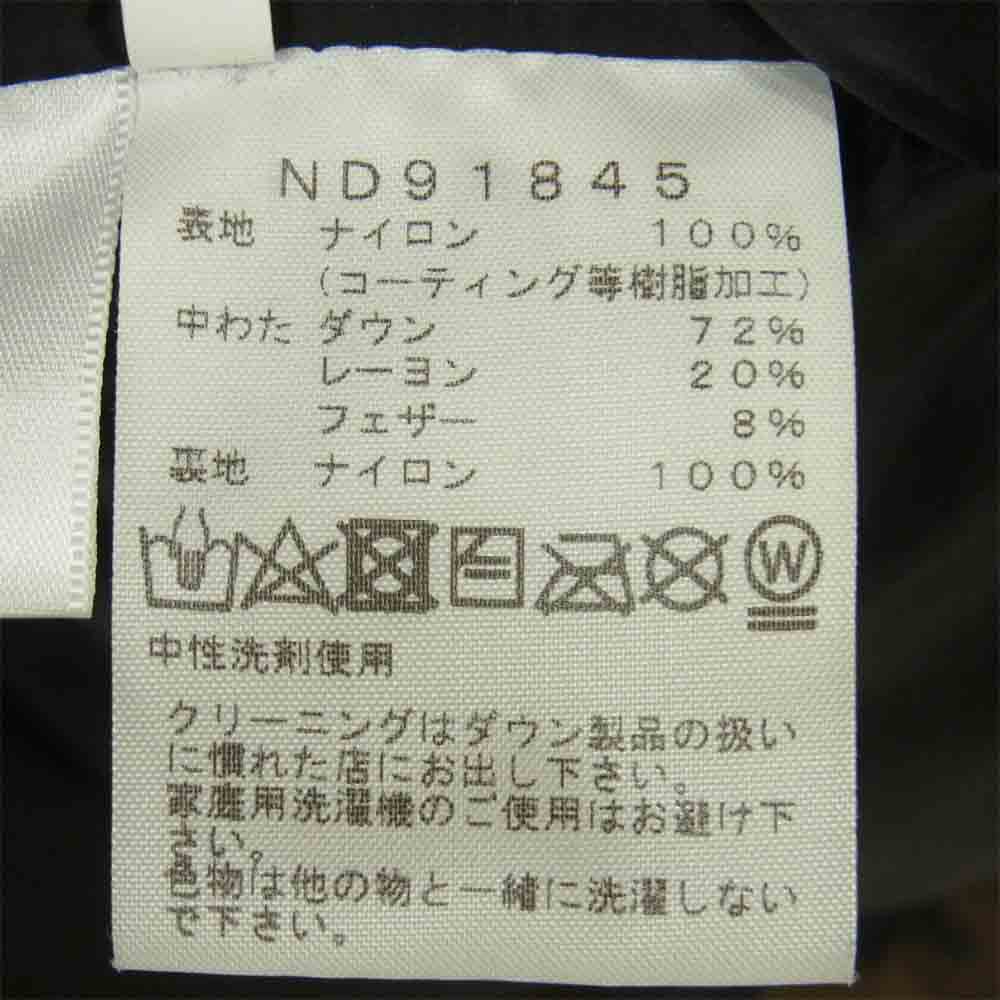 ND91845
表地 ナイロン 100%
(コーティング等樹脂加工)
中わた ダウン 72%
レーヨン 20%
フェザー 8%
裏地 ナイロン 100%
W
中性洗剤使用
クリーニングはダウン製品の扱い
に慣れた店にお出し下さい。
家庭用洗濯機のご使用はお避け下
さい。
色物は他の物と一緒に洗濯しない
で下さい。